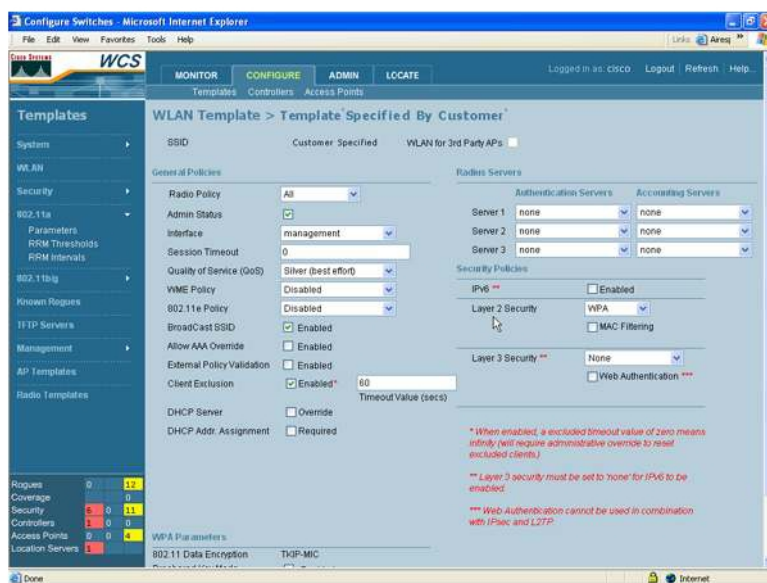 Configure Switches - Microsoft Internet Explorer
File Edit View Favorites Tools Help
Links Airesj »
Cisco Systems
WCS
MONITOR CONFIGURE ADMIN LOCATE
Logged in as: cisco Logout Refresh Help...
Templates Controllers Access Points
Templates
System
WLAN
Security
802.11a
Parameters
RRM Thresholds
RRM Intervals
802.11b/g
Known Rogues
TFTP Servers
Management
AP Templates
Radio Templates
Rogues 0 12
Coverage 0
Security 6 0 11
Controllers 1 0 0
Access Points 0 0 4
Location Servers 1
WLAN Template > Template 'Specified By Customer'
SSID Customer Specified WLAN for 3rd Party APs
General Policies
Radio Policy All
Admin Status
Interface management
Session Timeout 0
Quality of Service (QoS) Silver (best effort)
WME Policy Disabled
802.11e Policy Disabled
BroadCast SSID Enabled
Allow AAA Override Enabled
External Policy Validation Enabled
Client Exclusion Enabled* 60
Timeout Value (secs)
DHCP Server Override
DHCP Addr. Assignment Required
WPA Parameters
802.11 Data Encryption TKIP-MIC
Radius Servers
Authentication Servers Accounting Servers
Server 1 none none
Server 2 none none
Server 3 none none
Security Policies
IPv6 ** Enabled
Layer 2 Security WPA
MAC Filtering
Layer 3 Security ** None
Web Authentication ***
* When enabled, a excluded timeout value of zero means
infinity (will require administrative override to reset
excluded clients.)
** Layer 3 security must be set to 'none' for IPv6 to be
enabled.
*** Web Authentication cannot be used in combination
with IPsec and L2TP.
Done
Internet